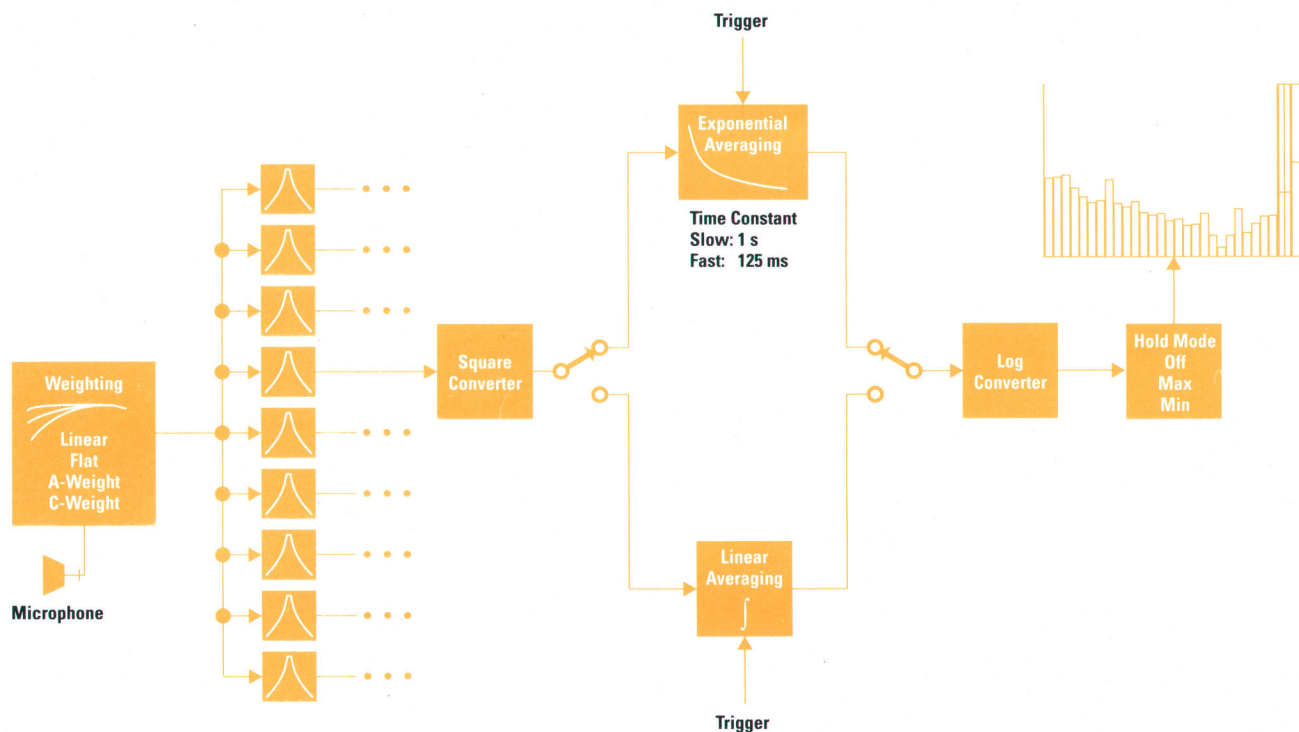 Trigger
Exponential
Averaging
Time Constant
Slow: 1 s
Fast: 125 ms
Weighting
Linear
Flat
A-Weight
C-Weight
Microphone
Square
Converter
Log
Converter
Hold Mode
Off
Max
Min
Linear
Averaging
∫
Trigger